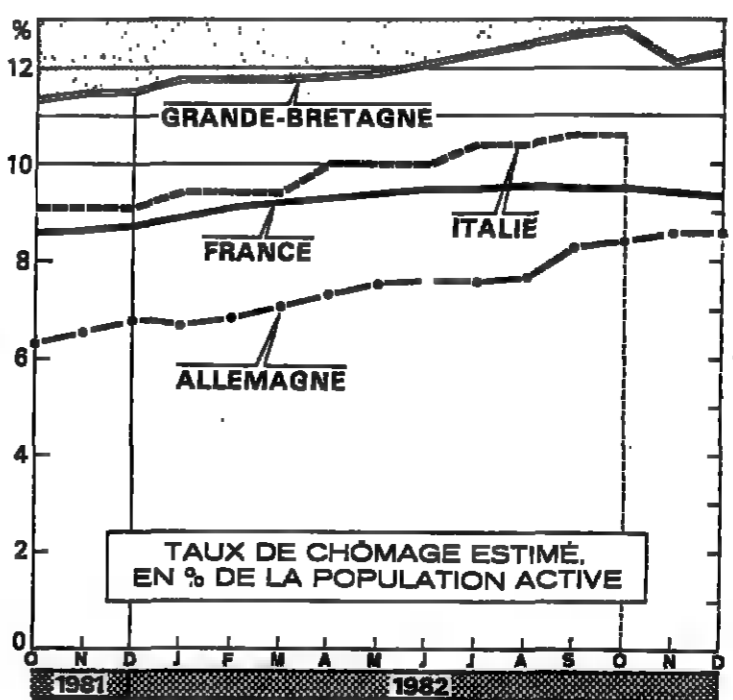 %
12
GRANDE-BRETAGNE
10
ITALIE
FRANCE
8
ALLEMAGNE
6
4
2
TAUX DE CHÔMAGE ESTIMÉ,
EN % DE LA POPULATION ACTIVE
0
O N D J F M A M J J A S O N D
1981 1982